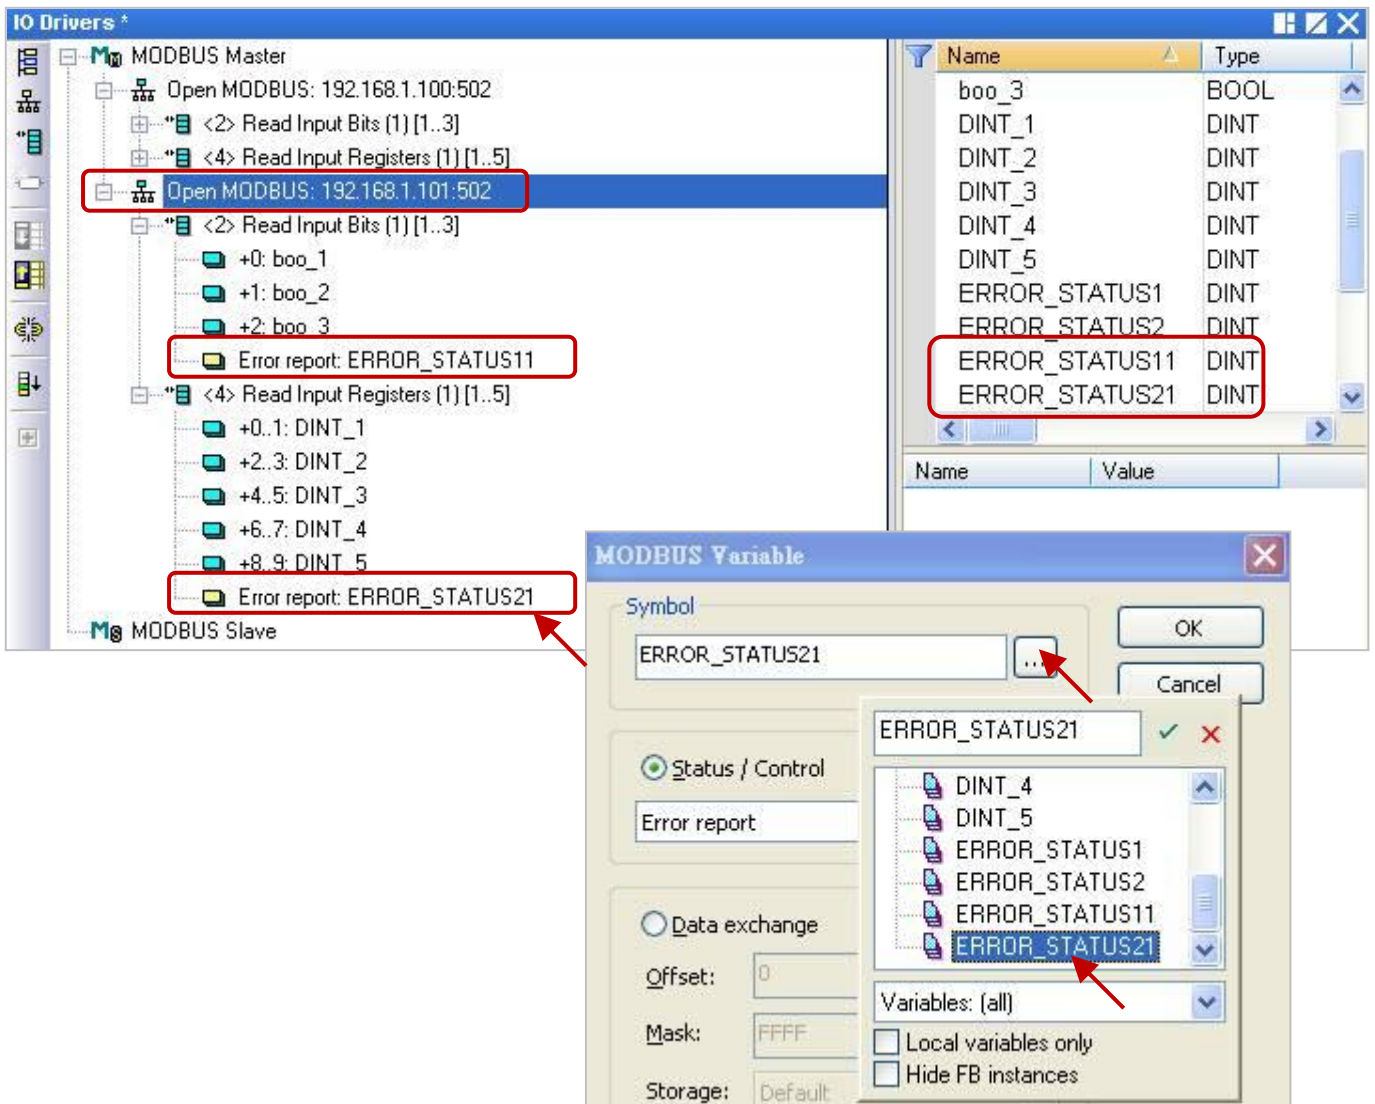 IO Drivers *
MODBUS Master
Open MODBUS: 192.168.1.100:502
<2> Read Input Bits (1) [1..3]
<4> Read Input Registers (1) [1..5]
Open MODBUS: 192.168.1.101:502
<2> Read Input Bits (1) [1..3]
+0: boo_1
+1: boo_2
+2: boo_3
Error report: ERROR_STATUS11
<4> Read Input Registers (1) [1..5]
+0..1: DINT_1
+2..3: DINT_2
+4..5: DINT_3
+6..7: DINT_4
+8..9: DINT_5
Error report: ERROR_STATUS21
MODBUS Slave
Name Type
boo_3 BOOL
DINT_1 DINT
DINT_2 DINT
DINT_3 DINT
DINT_4 DINT
DINT_5 DINT
ERROR_STATUS1 DINT
ERROR_STATUS2 DINT
ERROR_STATUS11 DINT
ERROR_STATUS21 DINT
Name Value
MODBUS Variable
Symbol
ERROR_STATUS21
...
OK
Cancel
Status / Control
Error report
Data exchange
Offset: 0
Mask: FFFF
Storage: Default
ERROR_STATUS21
DINT_4
DINT_5
ERROR_STATUS1
ERROR_STATUS2
ERROR_STATUS11
ERROR_STATUS21
Variables: (all)
Local variables only
Hide FB instances